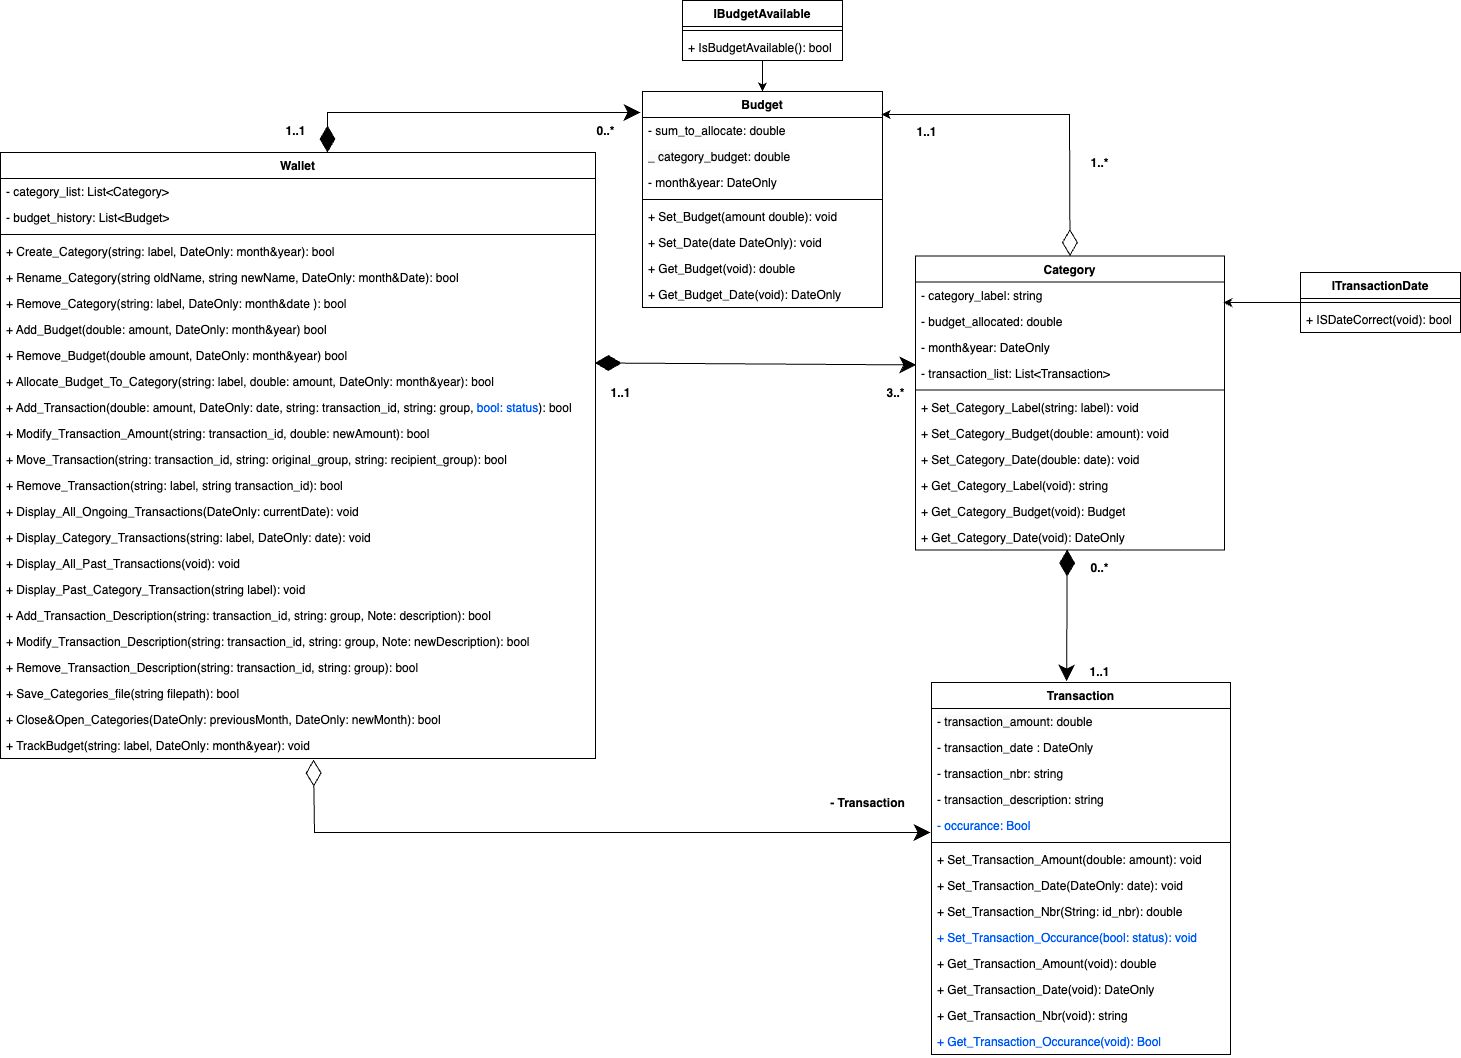 IBudgetAvailable
+ IsBudgetAvailable(): bool
1..1
0..*
Budget
- sum_to_allocate: double
_ category_budget: double
- month&year: DateOnly
+ Set_Budget(amount double): void
+ Set_Date(date DateOnly): void
+ Get_Budget(void): double
+ Get_Budget_Date(void): DateOnly
1..1
1..*
Wallet
- category_list: List<Category>
- budget_history: List<Budget>
+ Create_Category(string: label, DateOnly: month&year): bool
+ Rename_Category(string oldName, string newName, DateOnly: month&Date): bool
+ Remove_Category(string: label, DateOnly: month&date ): bool
+ Add_Budget(double: amount, DateOnly: month&year) bool
+ Remove_Budget(double amount, DateOnly: month&year) bool
+ Allocate_Budget_To_Category(string: label, double: amount, DateOnly: month&year): bool
+ Add_Transaction(double: amount, DateOnly: date, string: transaction_id, string: group, bool: status): bool
+ Modify_Transaction_Amount(string: transaction_id, double: newAmount): bool
+ Move_Transaction(string: transaction_id, string: original_group, string: recipient_group): bool
+ Remove_Transaction(string: label, string transaction_id): bool
+ Display_All_Ongoing_Transactions(DateOnly: currentDate): void
+ Display_Category_Transactions(string: label, DateOnly: date): void
+ Display_All_Past_Transactions(void): void
+ Display_Past_Category_Transaction(string label): void
+ Add_Transaction_Description(string: transaction_id, string: group, Note: description): bool
+ Modify_Transaction_Description(string: transaction_id, string: group, Note: newDescription): bool
+ Remove_Transaction_Description(string: transaction_id, string: group): bool
+ Save_Categories_file(string filepath): bool
+ Close&Open_Categories(DateOnly: previousMonth, DateOnly: newMonth): bool
+ TrackBudget(string: label, DateOnly: month&year): void
1..1
3..*
Category
- category_label: string
- budget_allocated: double
- month&year: DateOnly
- transaction_list: List<Transaction>
+ Set_Category_Label(string: label): void
+ Set_Category_Budget(double: amount): void
+ Set_Category_Date(double: date): void
+ Get_Category_Label(void): string
+ Get_Category_Budget(void): Budget
+ Get_Category_Date(void): DateOnly
ITransactionDate
+ ISDateCorrect(void): bool
0..*
1..1
- Transaction
Transaction
- transaction_amount: double
- transaction_date : DateOnly
- transaction_nbr: string
- transaction_description: string
- occurance: Bool
+ Set_Transaction_Amount(double: amount): void
+ Set_Transaction_Date(DateOnly: date): void
+ Set_Transaction_Nbr(String: id_nbr): double
+ Set_Transaction_Occurance(bool: status): void
+ Get_Transaction_Amount(void): double
+ Get_Transaction_Date(void): DateOnly
+ Get_Transaction_Nbr(void): string
+ Get_Transaction_Occurance(void): Bool